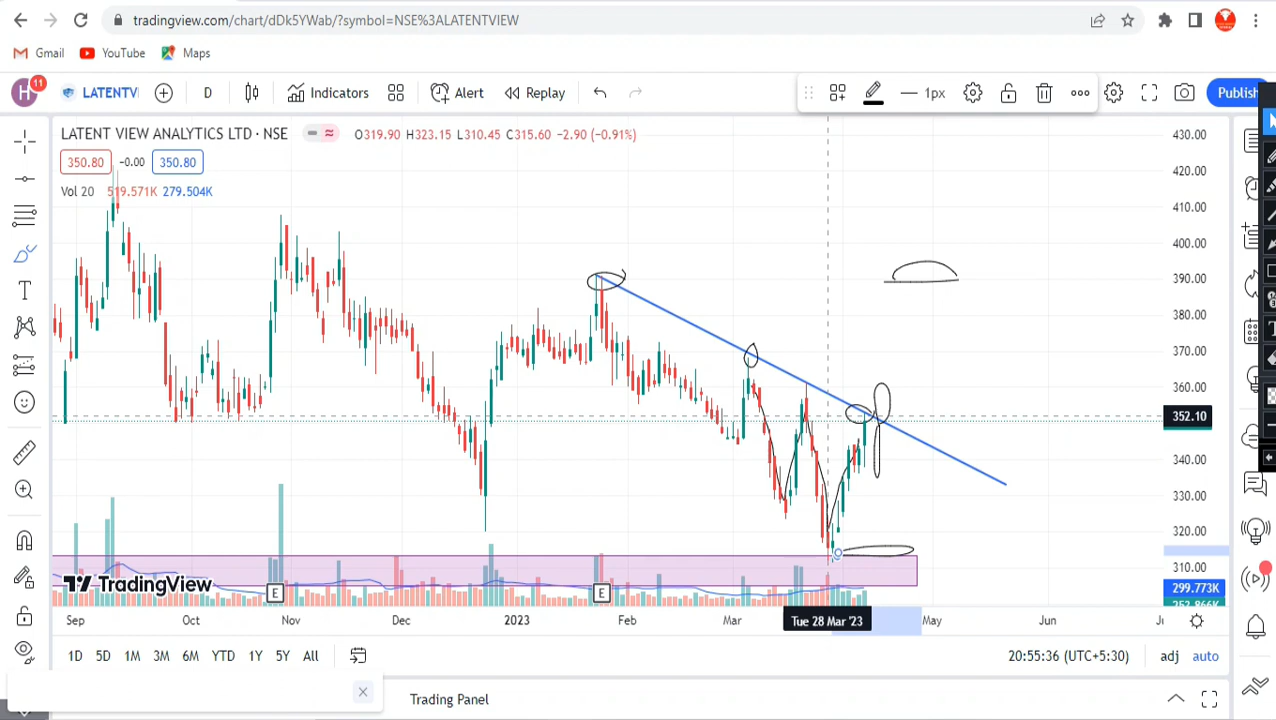 tradingview.com/chart/dDk5YWab/?symbol=NSE%3ALATENTVIEW
Gmail YouTube Maps
H 11 LATENTV D Indicators Alert Replay 1px Publish
LATENT VIEW ANALYTICS LTD · NSE O319.90 H323.15 L310.45 C315.60 -2.90 (-0.91%)
350.80 -0.00 350.80
Vol 20 519.571K 279.504K
430.00
420.00
410.00
400.00
390.00
380.00
370.00
360.00
352.10
340.00
330.00
320.00
310.00
299.773K
252.866K
TradingView
E E
Sep Oct Nov Dec 2023 Feb Mar Tue 28 Mar '23 May Jun
1D 5D 1M 3M 6M YTD 1Y 5Y All 20:55:36 (UTC+5:30) adj auto
Trading Panel